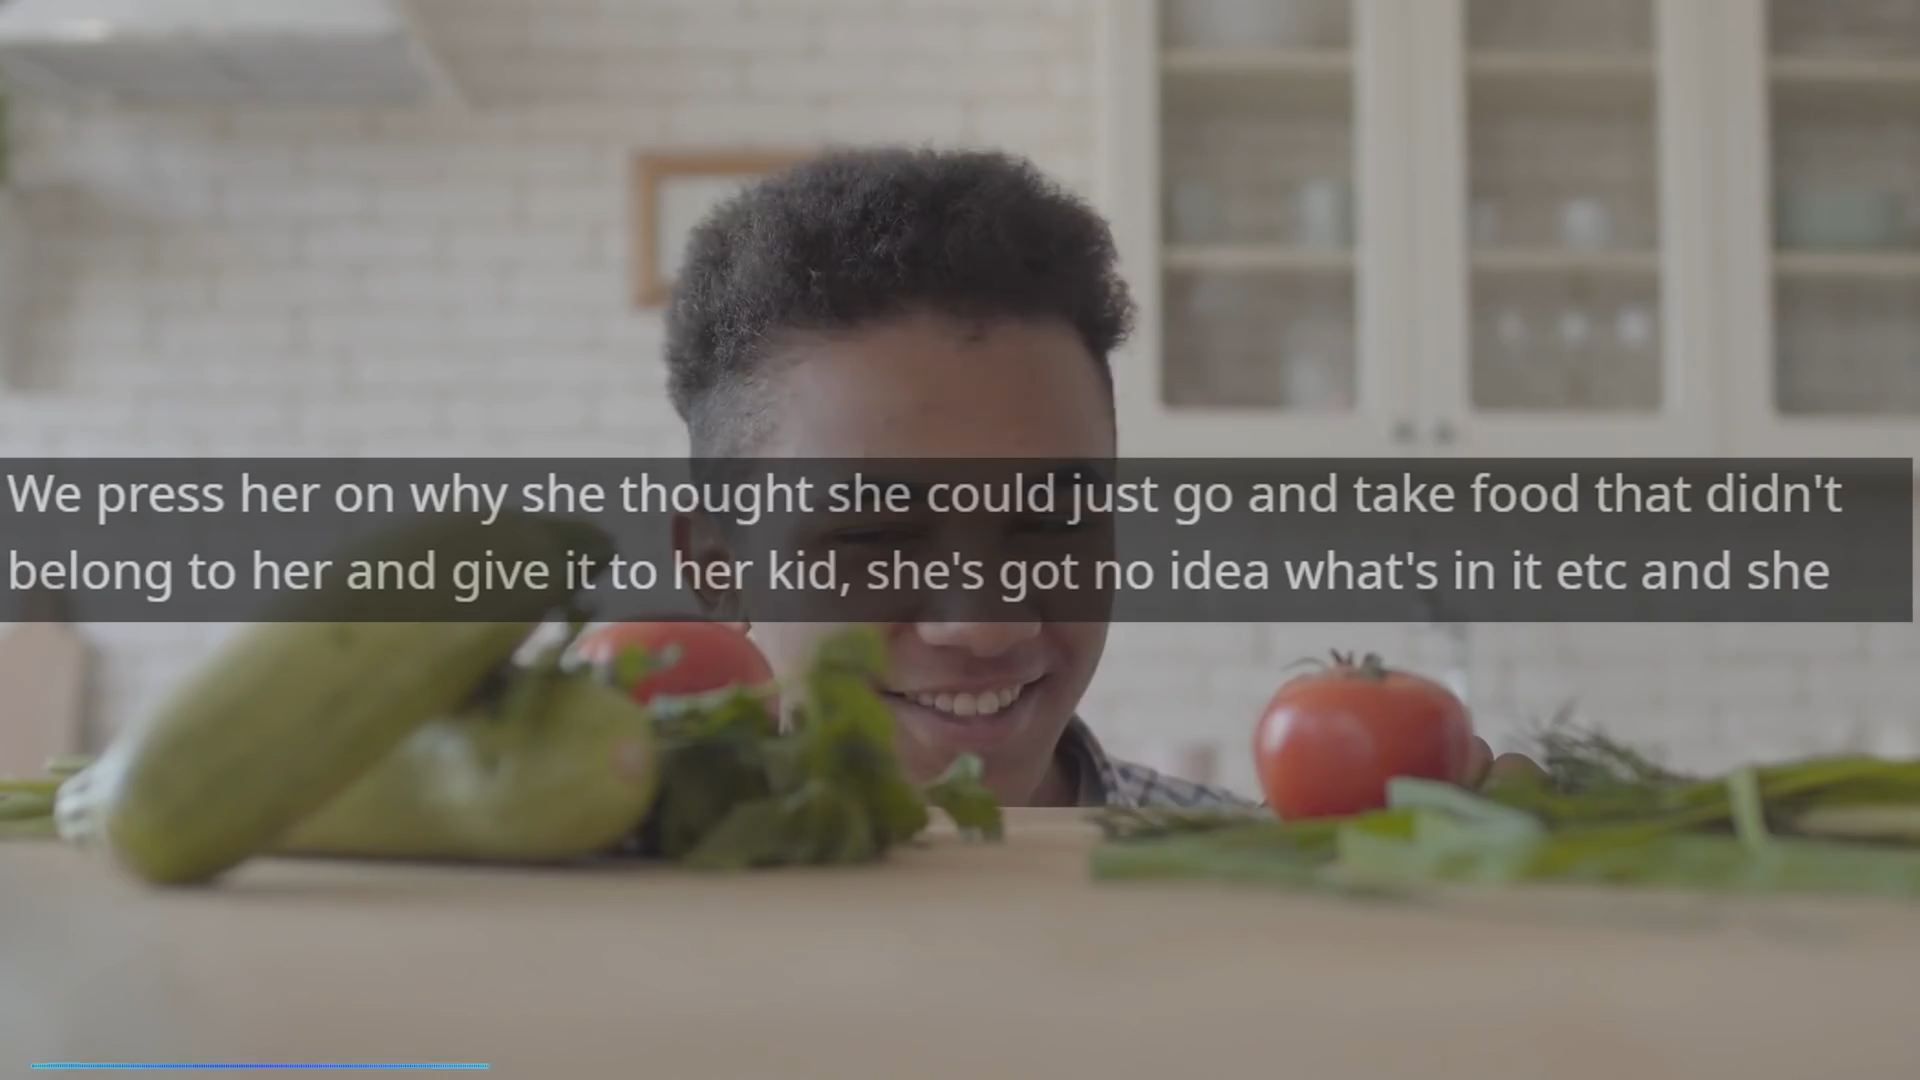 We press her on why she thought she could just go and take food that didn't
belong to her and give it to her kid, she's got no idea what's in it etc and she